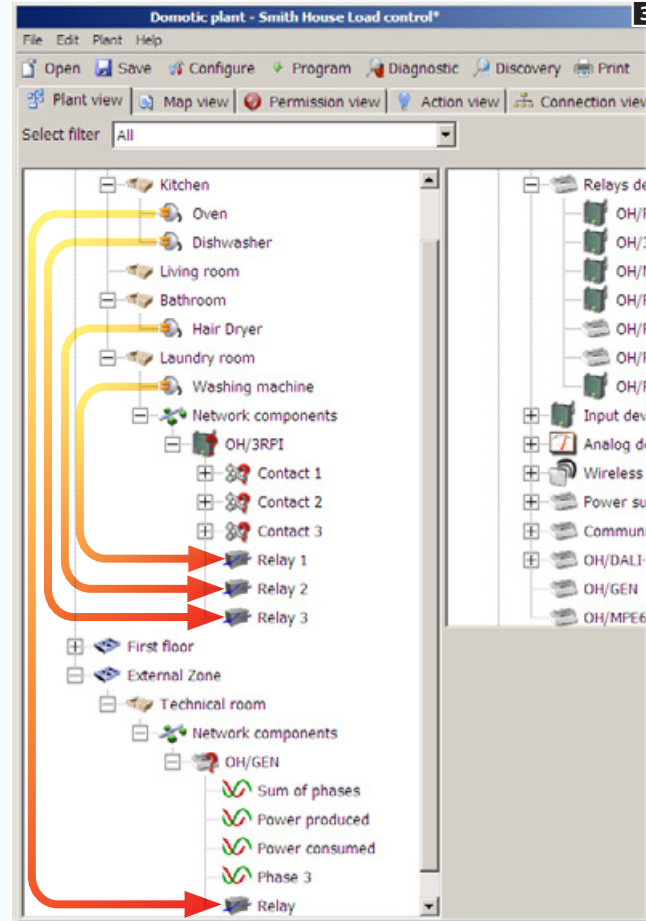 Domotic plant - Smith House Load control*
3
File Edit Plant Help
Open Save Configure Program Diagnostic Discovery Print
Plant view Map view Permission view Action view Connection view
Select filter All
Kitchen
Oven
Dishwasher
Living room
Bathroom
Hair Dryer
Laundry room
Washing machine
Network components
OH/3RPI
Contact 1
Contact 2
Contact 3
Relay 1
Relay 2
Relay 3
First floor
External Zone
Technical room
Network components
OH/GEN
Sum of phases
Power produced
Power consumed
Phase 3
Relay
Relays de
Input dev
Analog de
Wireless
Power su
Commun
OH/DALI-
OH/GEN
OH/MPE6